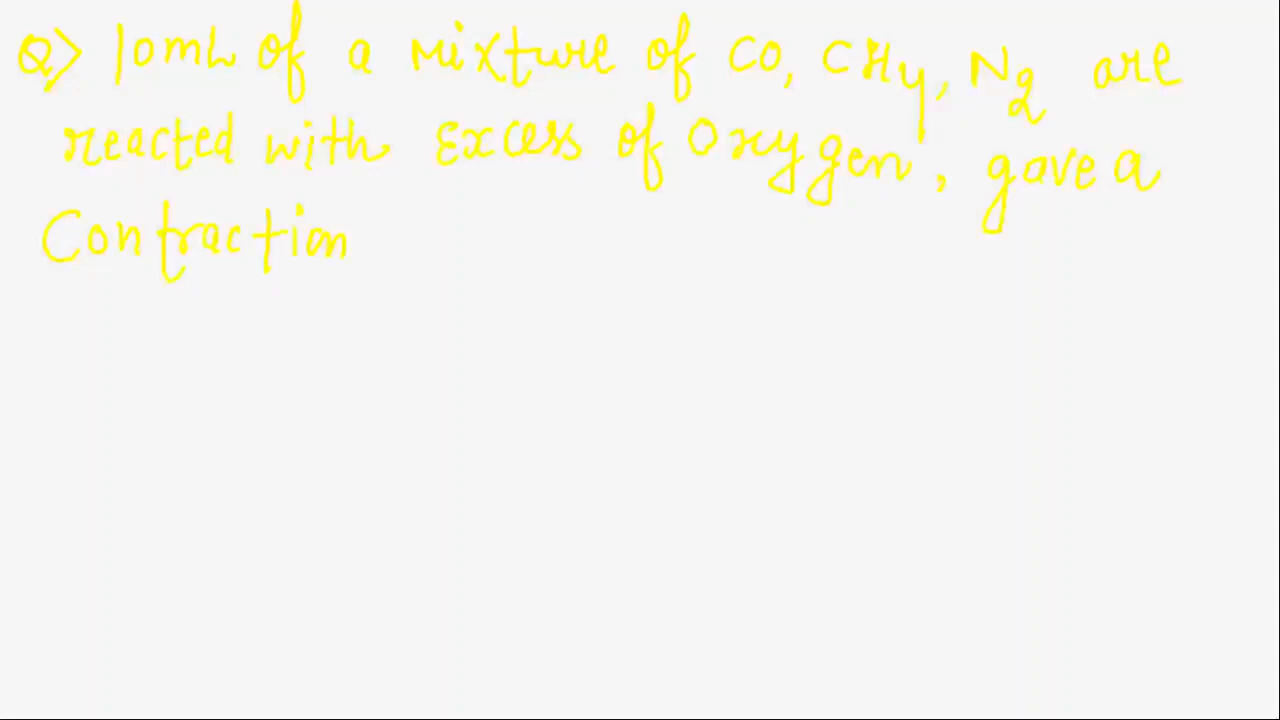 Q> 10mL of a mixture of CO, CH4, N2 are
reacted with Excess of Oxygen, gave a
Contraction